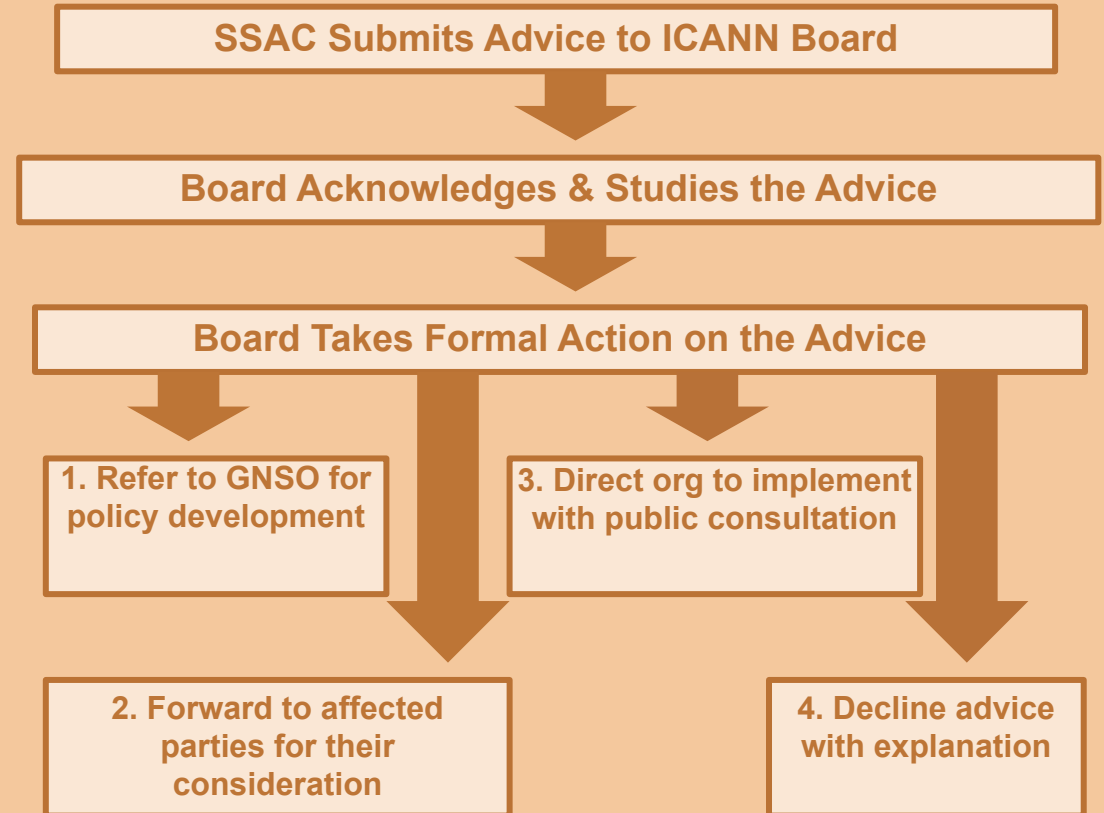 SSAC Submits Advice to ICANN Board
Board Acknowledges & Studies the Advice
Board Takes Formal Action on the Advice
1. Refer to GNSO for
policy development
2. Forward to affected
parties for their
consideration
3. Direct org to implement
with public consultation
4. Decline advice
with explanation